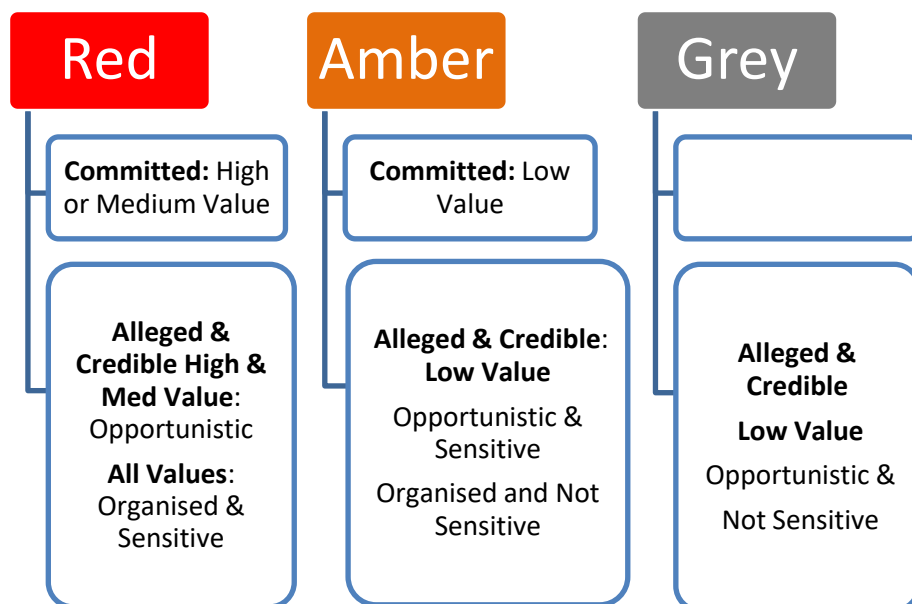 Red
Committed: High
or Medium Value
Alleged &
Credible High &
Med Value:
Opportunistic
All Values:
Organised &
Sensitive
Amber
Committed: Low
Value
Alleged & Credible:
Low Value
Opportunistic &
Sensitive
Organised and Not
Sensitive
Grey
Alleged &
Credible
Low Value
Opportunistic &
Not Sensitive